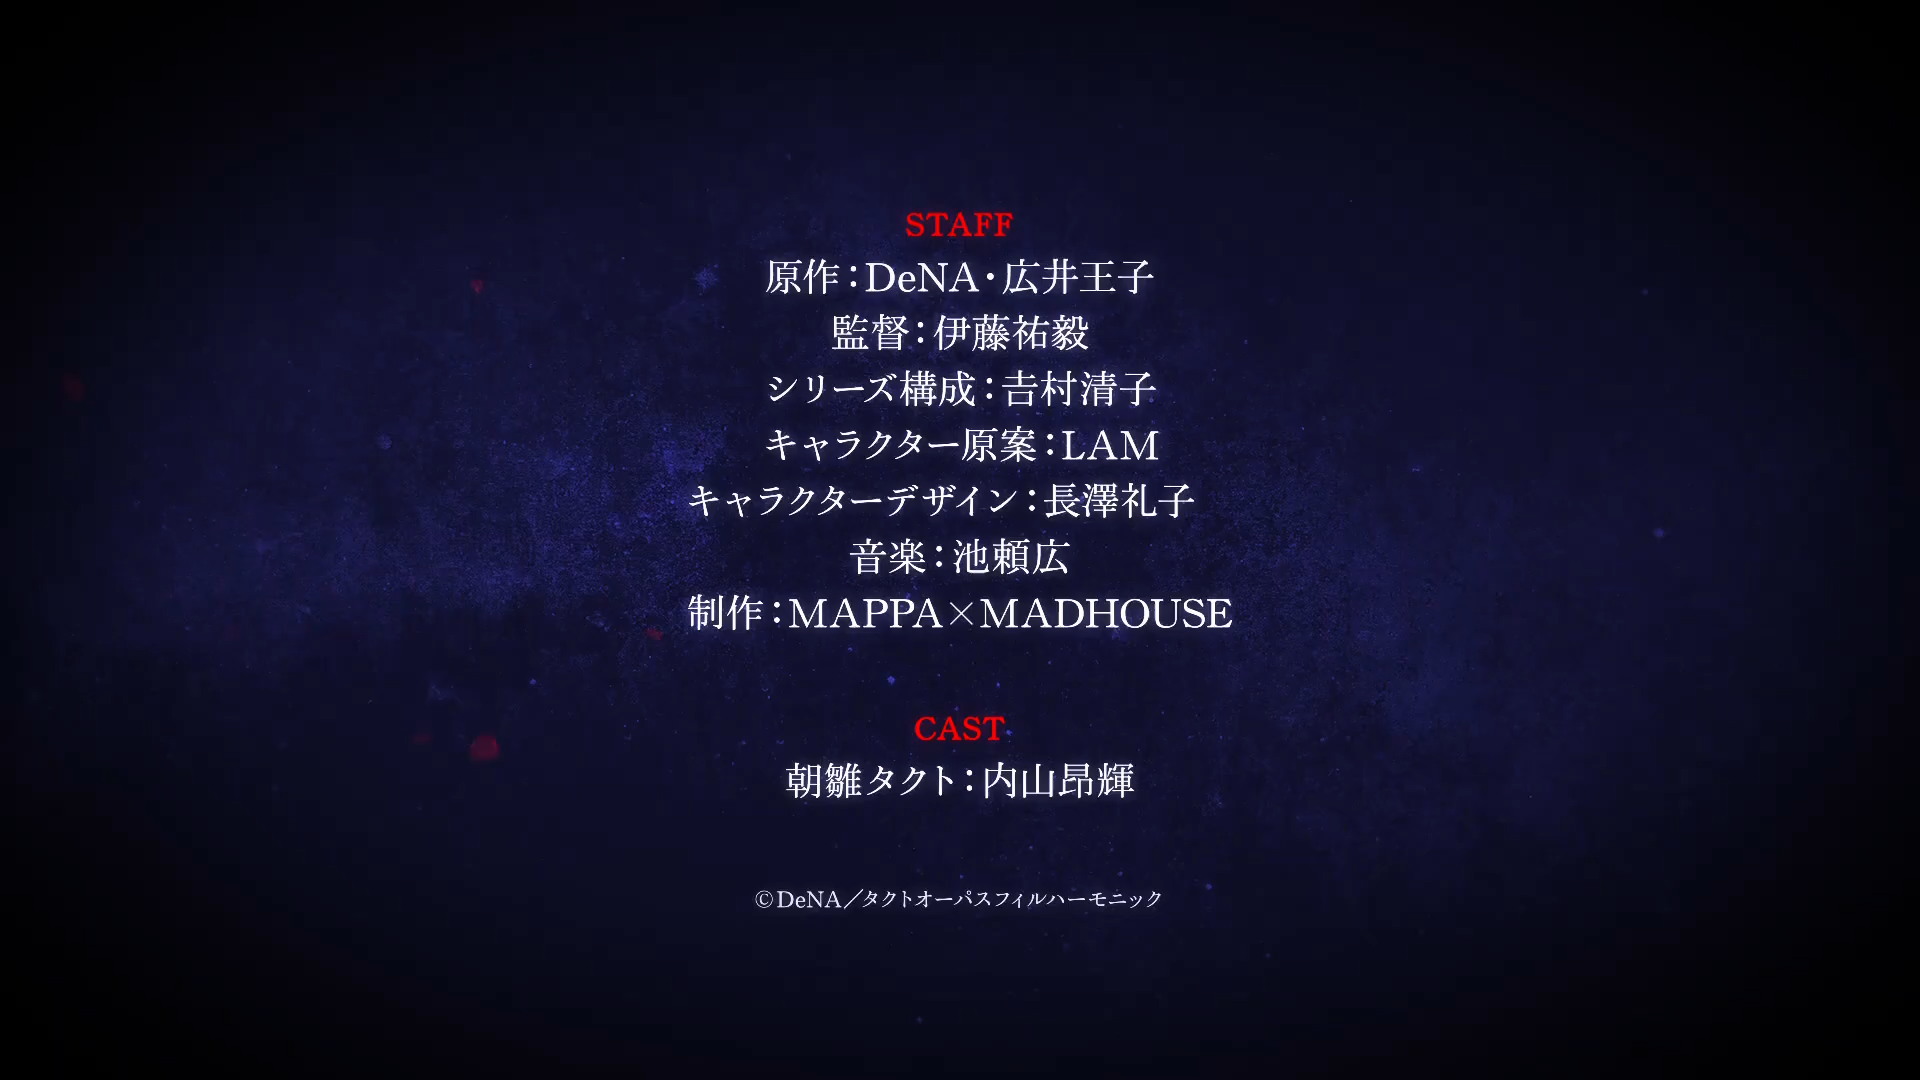 STAFF
原作：DeNA・広井王子
監督：伊藤祐毅
シリーズ構成：吉村清子
キャラクター原案：LAM
キャラクターデザイン：長澤礼子
音楽：池頼広
制作：MAPPA×MADHOUSE
CAST
朝雛タクト：内山昂輝
©DeNA／タクトオーパスフィルハーモニック